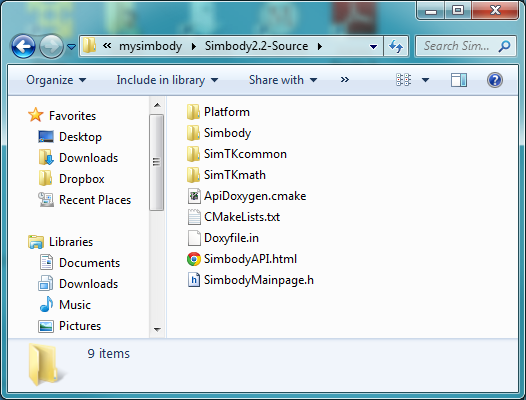 mysimbody Simbody2.2-Source Search Sim...
Organize Include in library Share with »
Favorites
Desktop
Downloads
Dropbox
Recent Places
Libraries
Documents
Downloads
Music
Pictures
Platform
Simbody
SimTKcommon
SimTKmath
ApiDoxygen.cmake
CMakeLists.txt
Doxyfile.in
SimbodyAPI.html
SimbodyMainpage.h
9 items